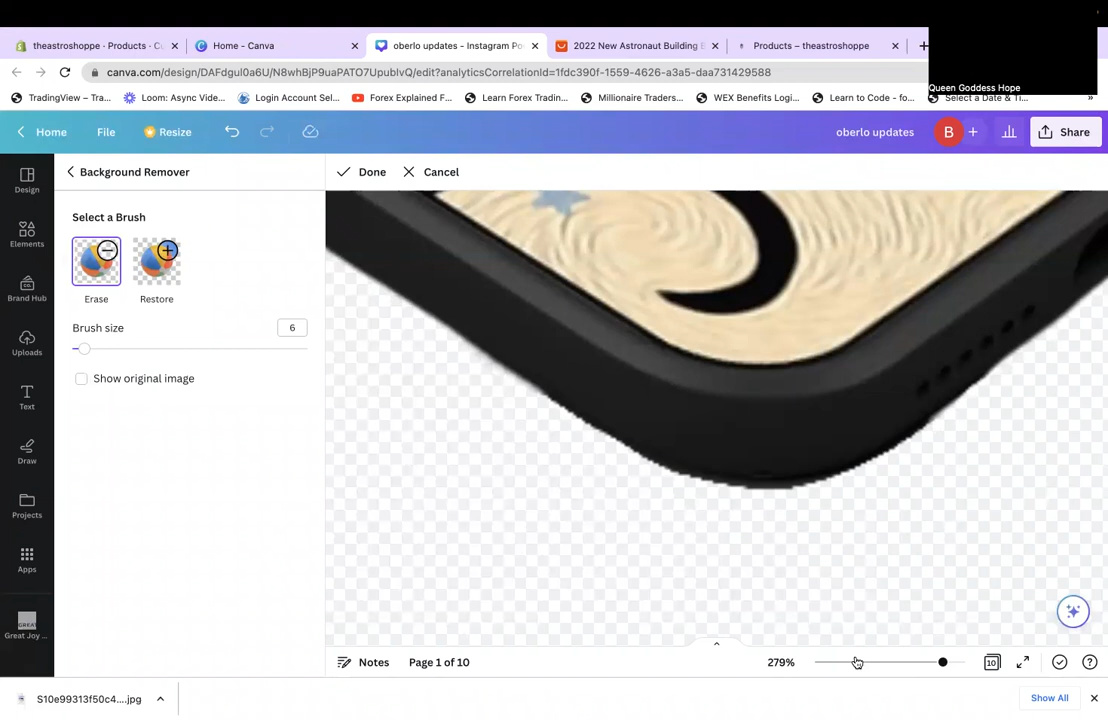 theastroshoppe · Products · Cu
Home - Canva
oberlo updates - Instagram Po
2022 New Astronaut Building B
Products – theastroshoppe
canva.com/design/DAFdgul0a6U/N8whBjP9uaPATO7UpublvQ/edit?analyticsCorrelationId=1fdc390f-1559-4626-a3a5-daa731429588
Queen Goddess Hope
TradingView – Tra...
Loom: Async Vide...
Login Account Sel...
Forex Explained F...
Learn Forex Tradin...
Millionaire Traders...
WEX Benefits Logi...
Learn to Code - fo...
Select a Date & Ti...
»
Home
File
Resize
oberlo updates
B
Share
Design
Elements
Brand Hub
Uploads
Text
Draw
Projects
Apps
GREAT
Great Joy ...
Background Remover
Done
Cancel
Select a Brush
Erase
Restore
Brush size
6
Show original image
Notes
Page 1 of 10
279%
10
S10e99313f50c4....jpg
Show All